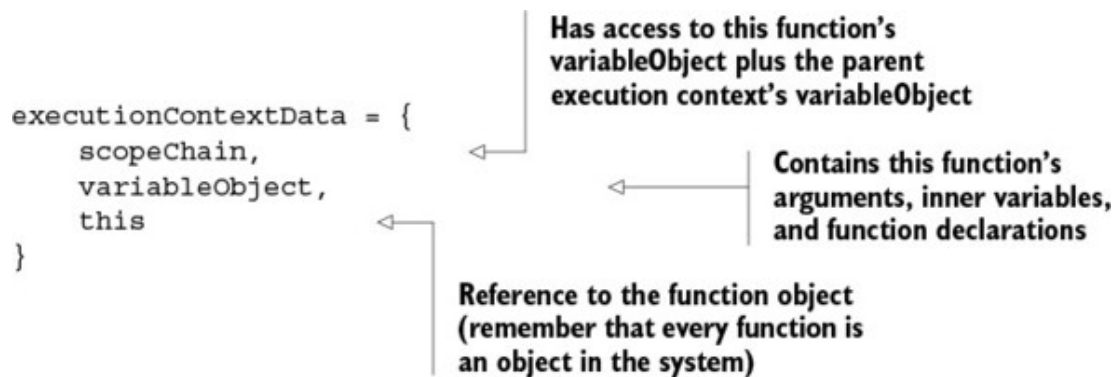 Has access to this function's
variableObject plus the parent
execution context's variableObject
executionContextData = {
scopeChain,
variableObject,
this
}
Contains this function's
arguments, inner variables,
and function declarations
Reference to the function object
(remember that every function is
an object in the system)